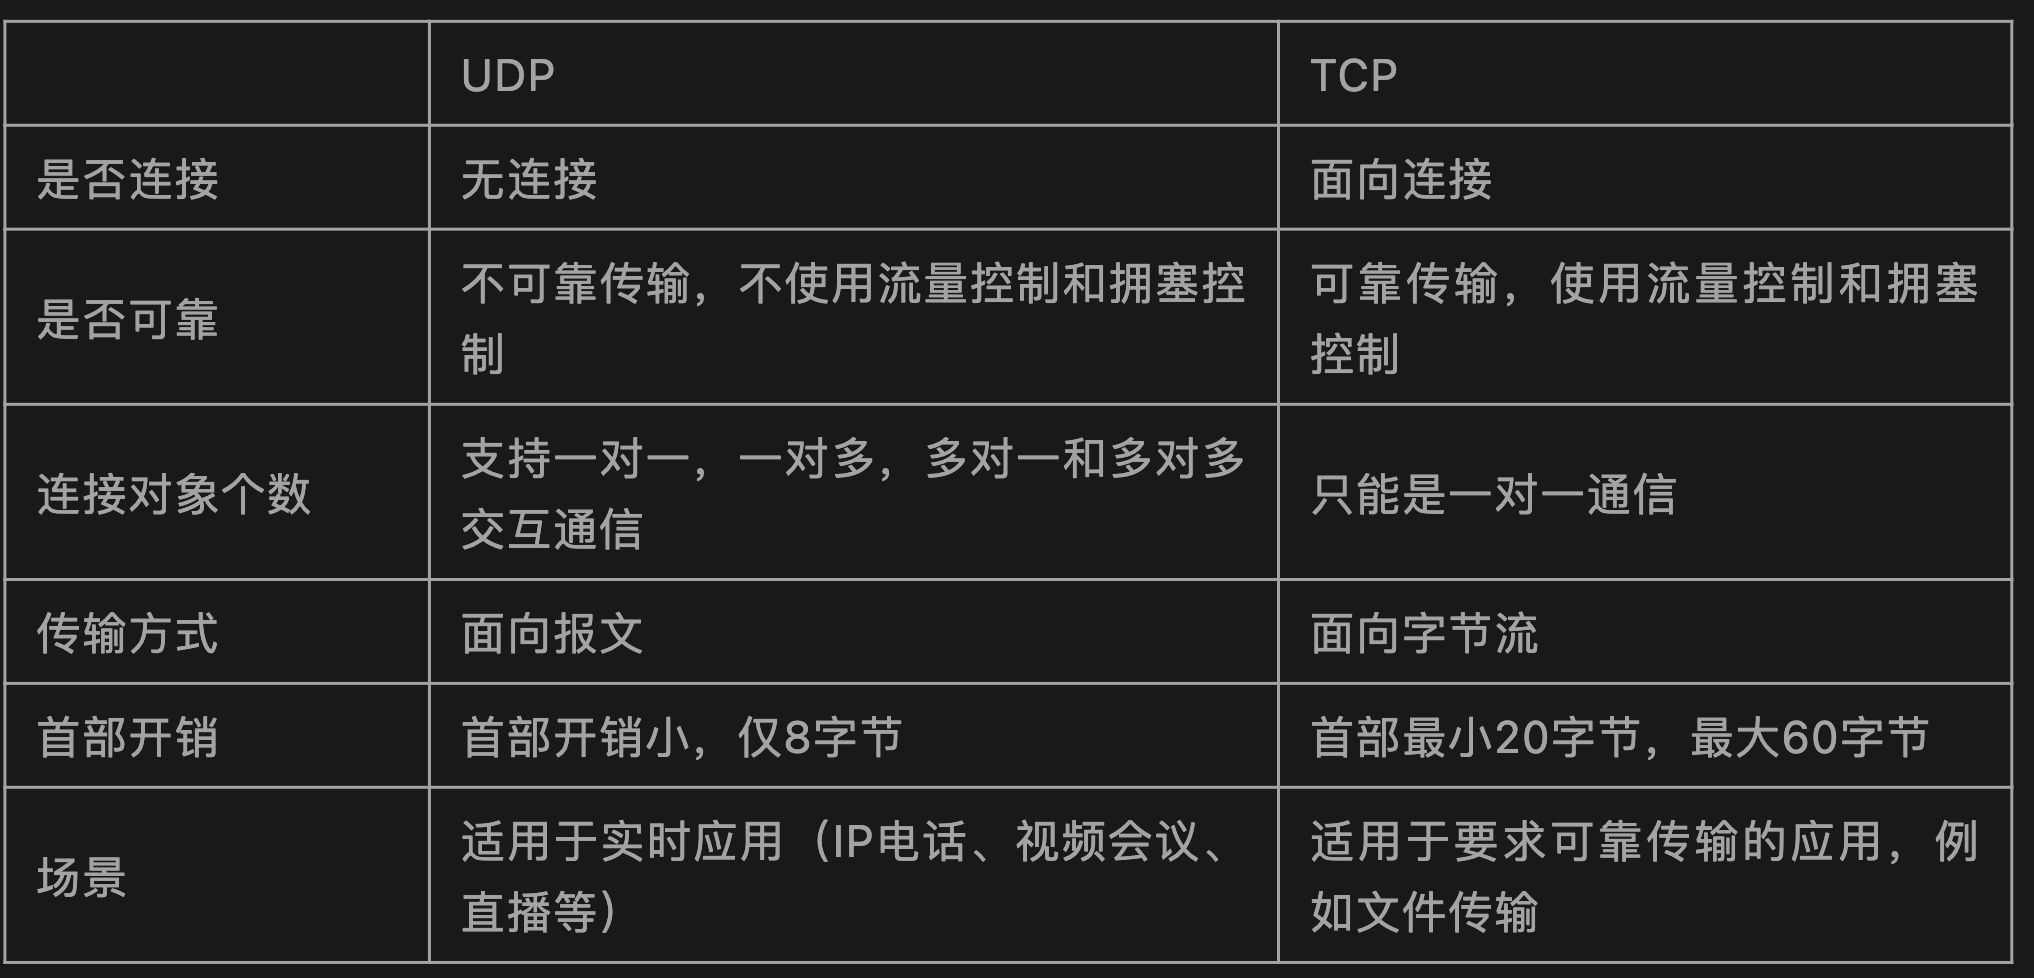 UDP
TCP
是否连接
无连接
面向连接
是否可靠
不可靠传输，不使用流量控制和拥塞控
制
可靠传输，使用流量控制和拥塞
控制
连接对象个数
支持一对一，一对多，多对一和多对多
交互通信
只能是一对一通信
传输方式
面向报文
面向字节流
首部开销
首部开销小，仅8字节
首部最小20字节，最大60字节
场景
适用于实时应用（IP电话、视频会议、
直播等）
适用于要求可靠传输的应用，例
如文件传输